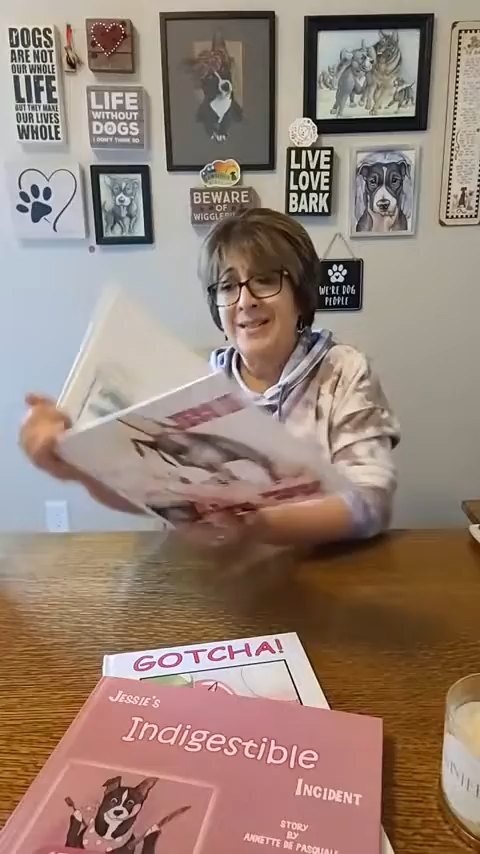 DOGS
ARE NOT
OUR WHOLE
LIFE
BUT THEY MAKE
OUR LIVES
WHOLE
LIFE
WITHOUT
DOGS
I DON'T THINK SO
BEWARE
OF
LIVE
LOVE
BARK
WE'RE DOG
PEOPLE
GOTCHA!
JESSIE'S
Indigestible
INCIDENT
STORY
BY
ANNETTE DE PASQUALE